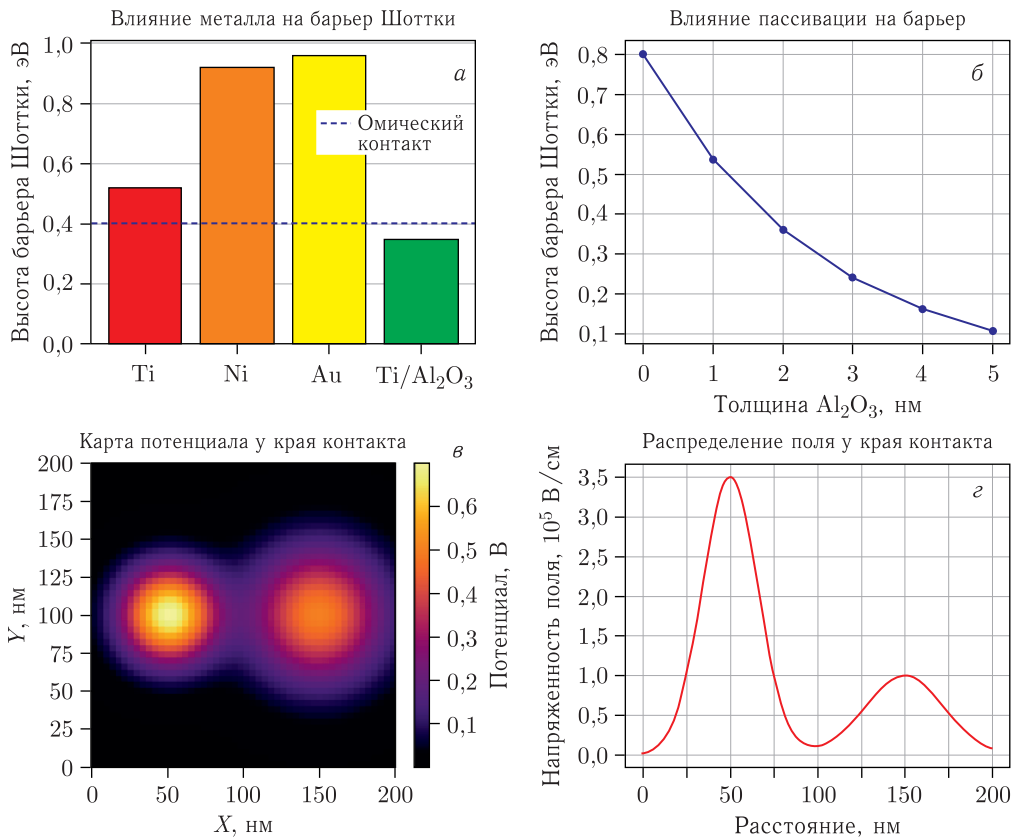 Влияние металла на барьер Шоттки
Высота барьера Шоттки, эВ
1,0
0,8
0,6
0,4
0,2
0,0
а
Омический
контакт
Ti
Ni
Au
Ti/Al₂O₃
Влияние пассивации на барьер
Высота барьера Шоттки, эВ
0,8
0,7
0,6
0,5
0,4
0,3
0,2
0,1
б
0
1
2
3
4
5
Толщина Al₂O₃, нм
Карта потенциала у края контакта
в
Y, нм
200
175
150
125
100
75
50
25
0
0
50
100
150
200
X, нм
0,6
0,5
0,4
0,3
0,2
0,1
Потенциал, В
Распределение поля у края контакта
Напряженность поля, 10⁵ В/см
3,5
3,0
2,5
2,0
1,5
1,0
0,5
0,0
г
0
50
100
150
200
Расстояние, нм